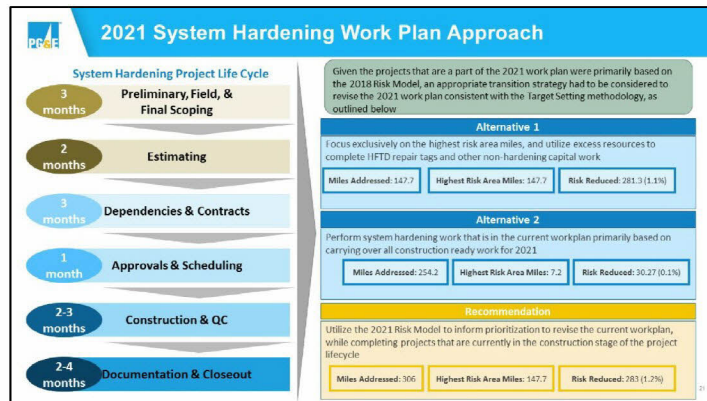 PG&E
2021 System Hardening Work Plan Approach
System Hardening Project Life Cycle
3
months
Preliminary, Field, &
Final Scoping
2
months
Estimating
3
months
Dependencies & Contracts
1
month
Approvals & Scheduling
2-3
months
Construction & QC
2-4
months
Documentation & Closeout
Given the projects that are a part of the 2021 work plan were primarily based on
the 2018 Risk Model, an appropriate transition strategy had to be considered to
revise the 2021 work plan consistent with the Target Setting methodology, as
outlined below
Alternative 1
Focus exclusively on the highest risk area miles, and utilize excess resources to
complete HFTD repair tags and other non-hardening capital work
Miles Addressed: 147.7 Highest Risk Area Miles: 147.7 Risk Reduced: 281.3 (1.1%)
Alternative 2
Perform system hardening work that is in the current workplan primarily based on
carrying over all construction ready work for 2021
Miles Addressed: 254.2 Highest Risk Area Miles: 7.2 Risk Reduced: 30.27 (0.1%)
Recommendation
Utilize the 2021 Risk Model to inform prioritization to revise the current workplan,
while completing projects that are currently in the construction stage of the project
lifecycle
Miles Addressed: 306 Highest Risk Area Miles: 147.7 Risk Reduced: 283 (1.2%)